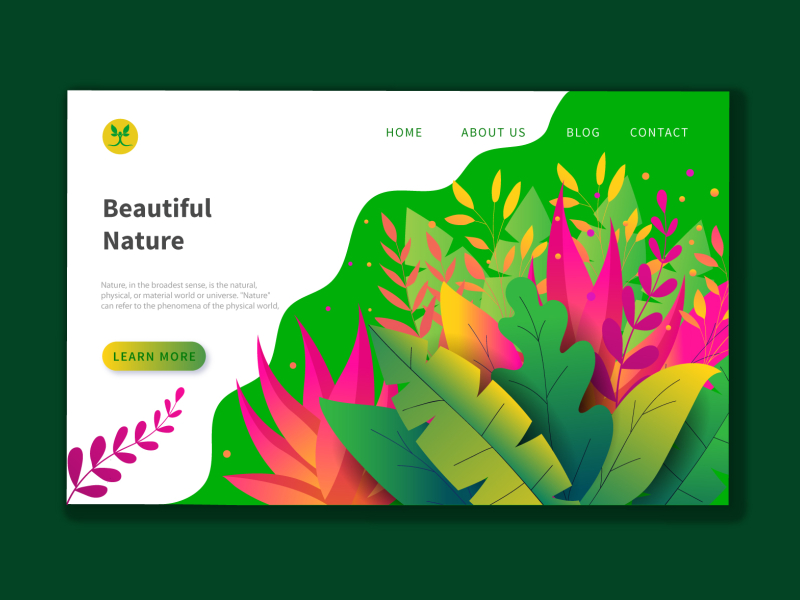 HOME ABOUT US BLOG CONTACT
Beautiful
Nature
Nature, in the broadest sense, is the natural,
physical, or material world or universe. "Nature"
can refer to the phenomena of the physical world,
LEARN MORE